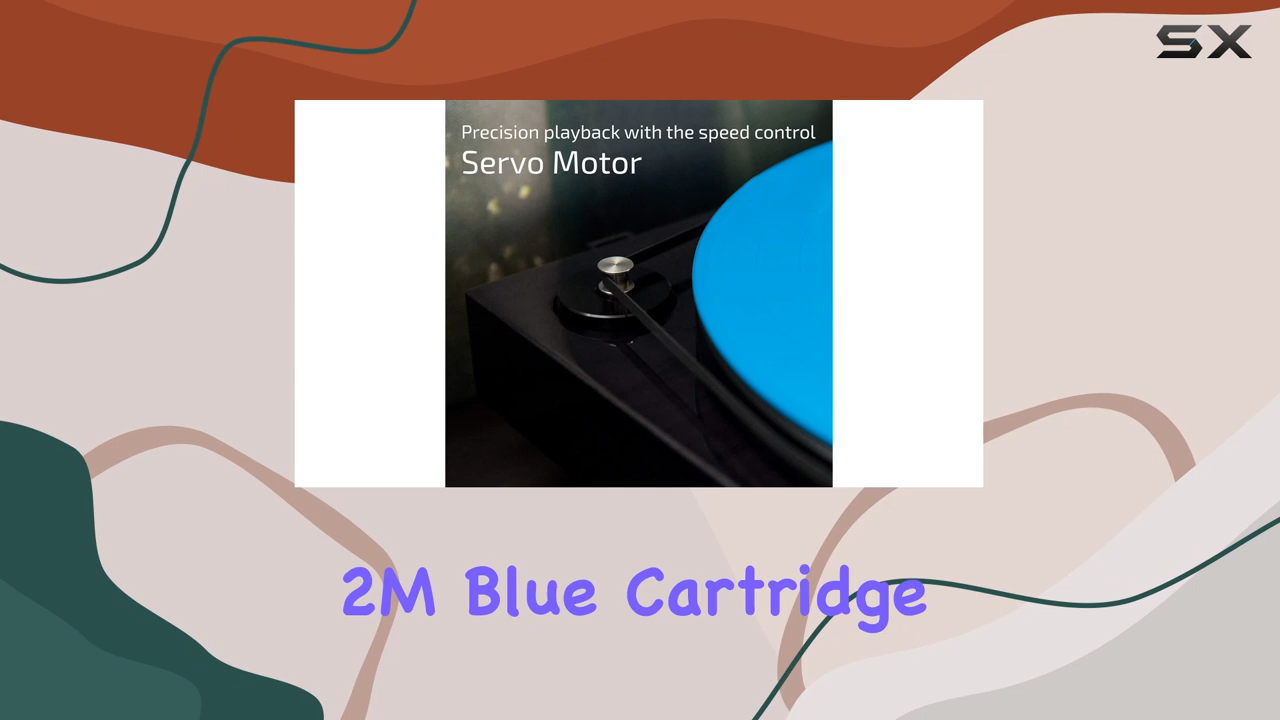 SX
Precision playback with the speed control
Servo Motor
2M Blue Cartridge